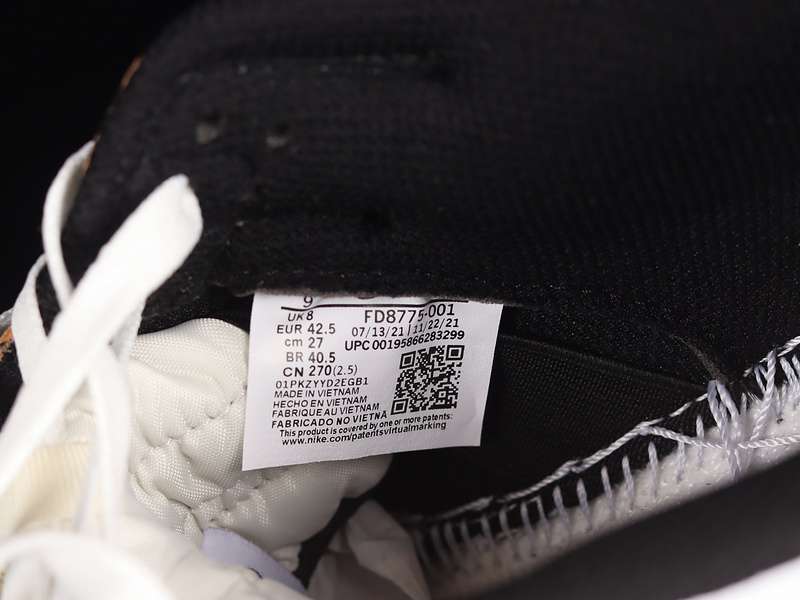 9
UK 8
EUR 42.5
cm 27
BR 40.5
CN 270 (2.5)
FD8775-001
07/13/21 | 11/22/21
UPC 00195866283299
01PKZYYD2EGB1
MADE IN VIETNAM
HECHO EN VIETNAM
FABRIQUE AU VIETNAM
FABRICADO NO VIETNA
This product is covered by one or more patents:
www.nike.com/patentsvirtualmarking